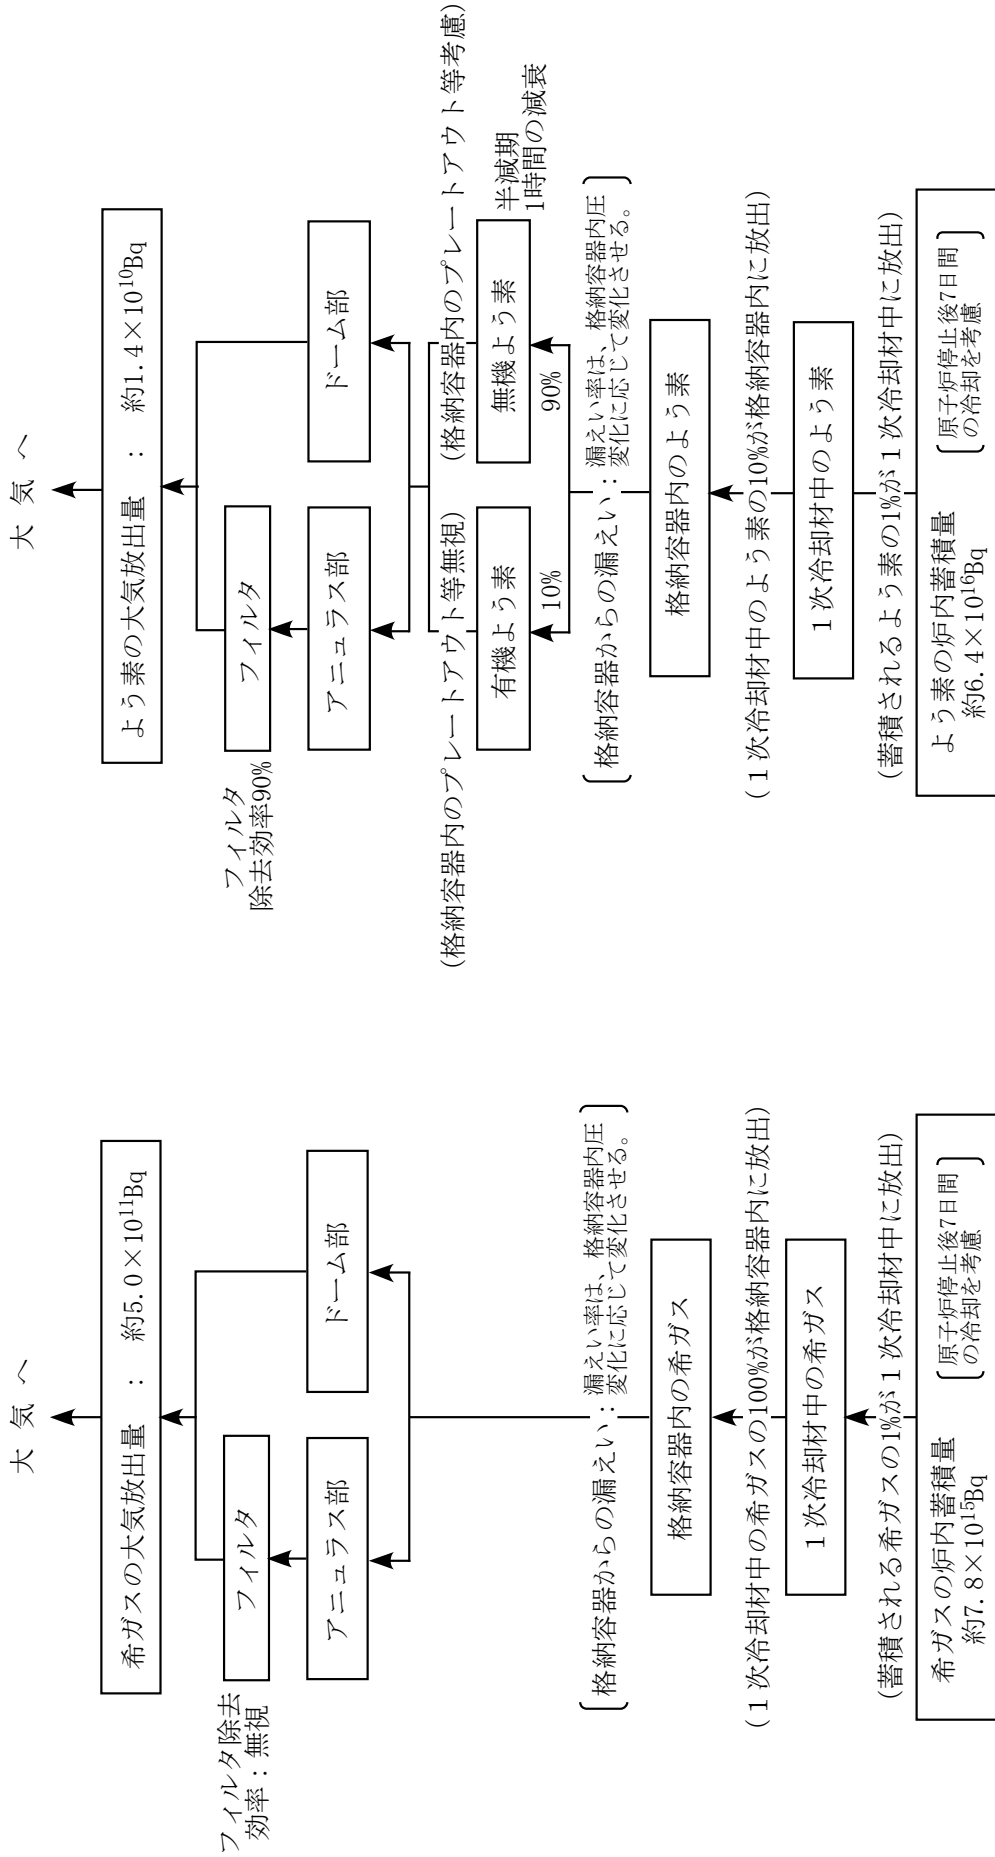 大 気 へ
希ガスの大気放出量 ： 約5.0×10¹¹Bq
フィルタ除去
効率：無視
フィルタ
アニュラス部
ドーム部
格納容器からの漏えい：漏えい率は、格納容器内圧
変化に応じて変化させる。
格納容器内の希ガス
(１次冷却材中の希ガスの100%が格納容器内に放出)
１次冷却材中の希ガス
(蓄積される希ガスの1%が１次冷却材中に放出)
希ガスの炉内蓄積量
約7.8×10¹⁵Bq
原子炉停止後7日間
の冷却を考慮
大 気 へ
よう素の大気放出量 ： 約1.4×10¹⁰Bq
フィルタ
除去効率90%
フィルタ
アニュラス部
ドーム部
(格納容器内のプレートアウト等無視)
(格納容器内のプレートアウト等考慮)
有機よう素
無機よう素
半減期
1時間の減衰
10%
90%
格納容器からの漏えい：漏えい率は、格納容器内圧
変化に応じて変化させる。
格納容器内のよう素
(１次冷却材中のよう素の10%が格納容器内に放出)
１次冷却材中のよう素
(蓄積されるよう素の1%が１次冷却材中に放出)
よう素の炉内蓄積量
約6.4×10¹⁶Bq
原子炉停止後7日間
の冷却を考慮